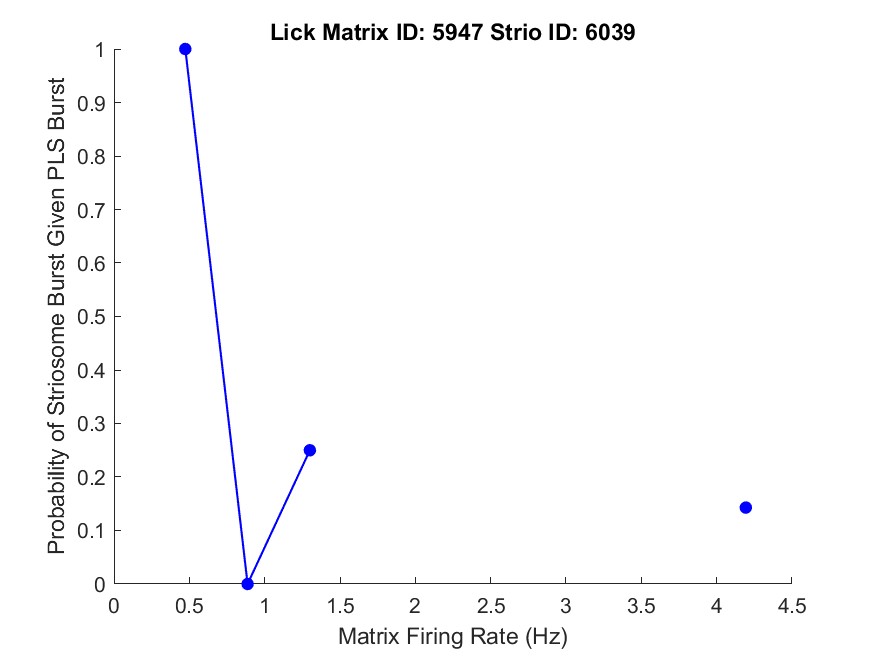 Lick Matrix ID: 5947 Strio ID: 6039
Probability of Striosome Burst Given PLS Burst
1
0.9
0.8
0.7
0.6
0.5
0.4
0.3
0.2
0.1
0
0 0.5 1 1.5 2 2.5 3 3.5 4 4.5
Matrix Firing Rate (Hz)